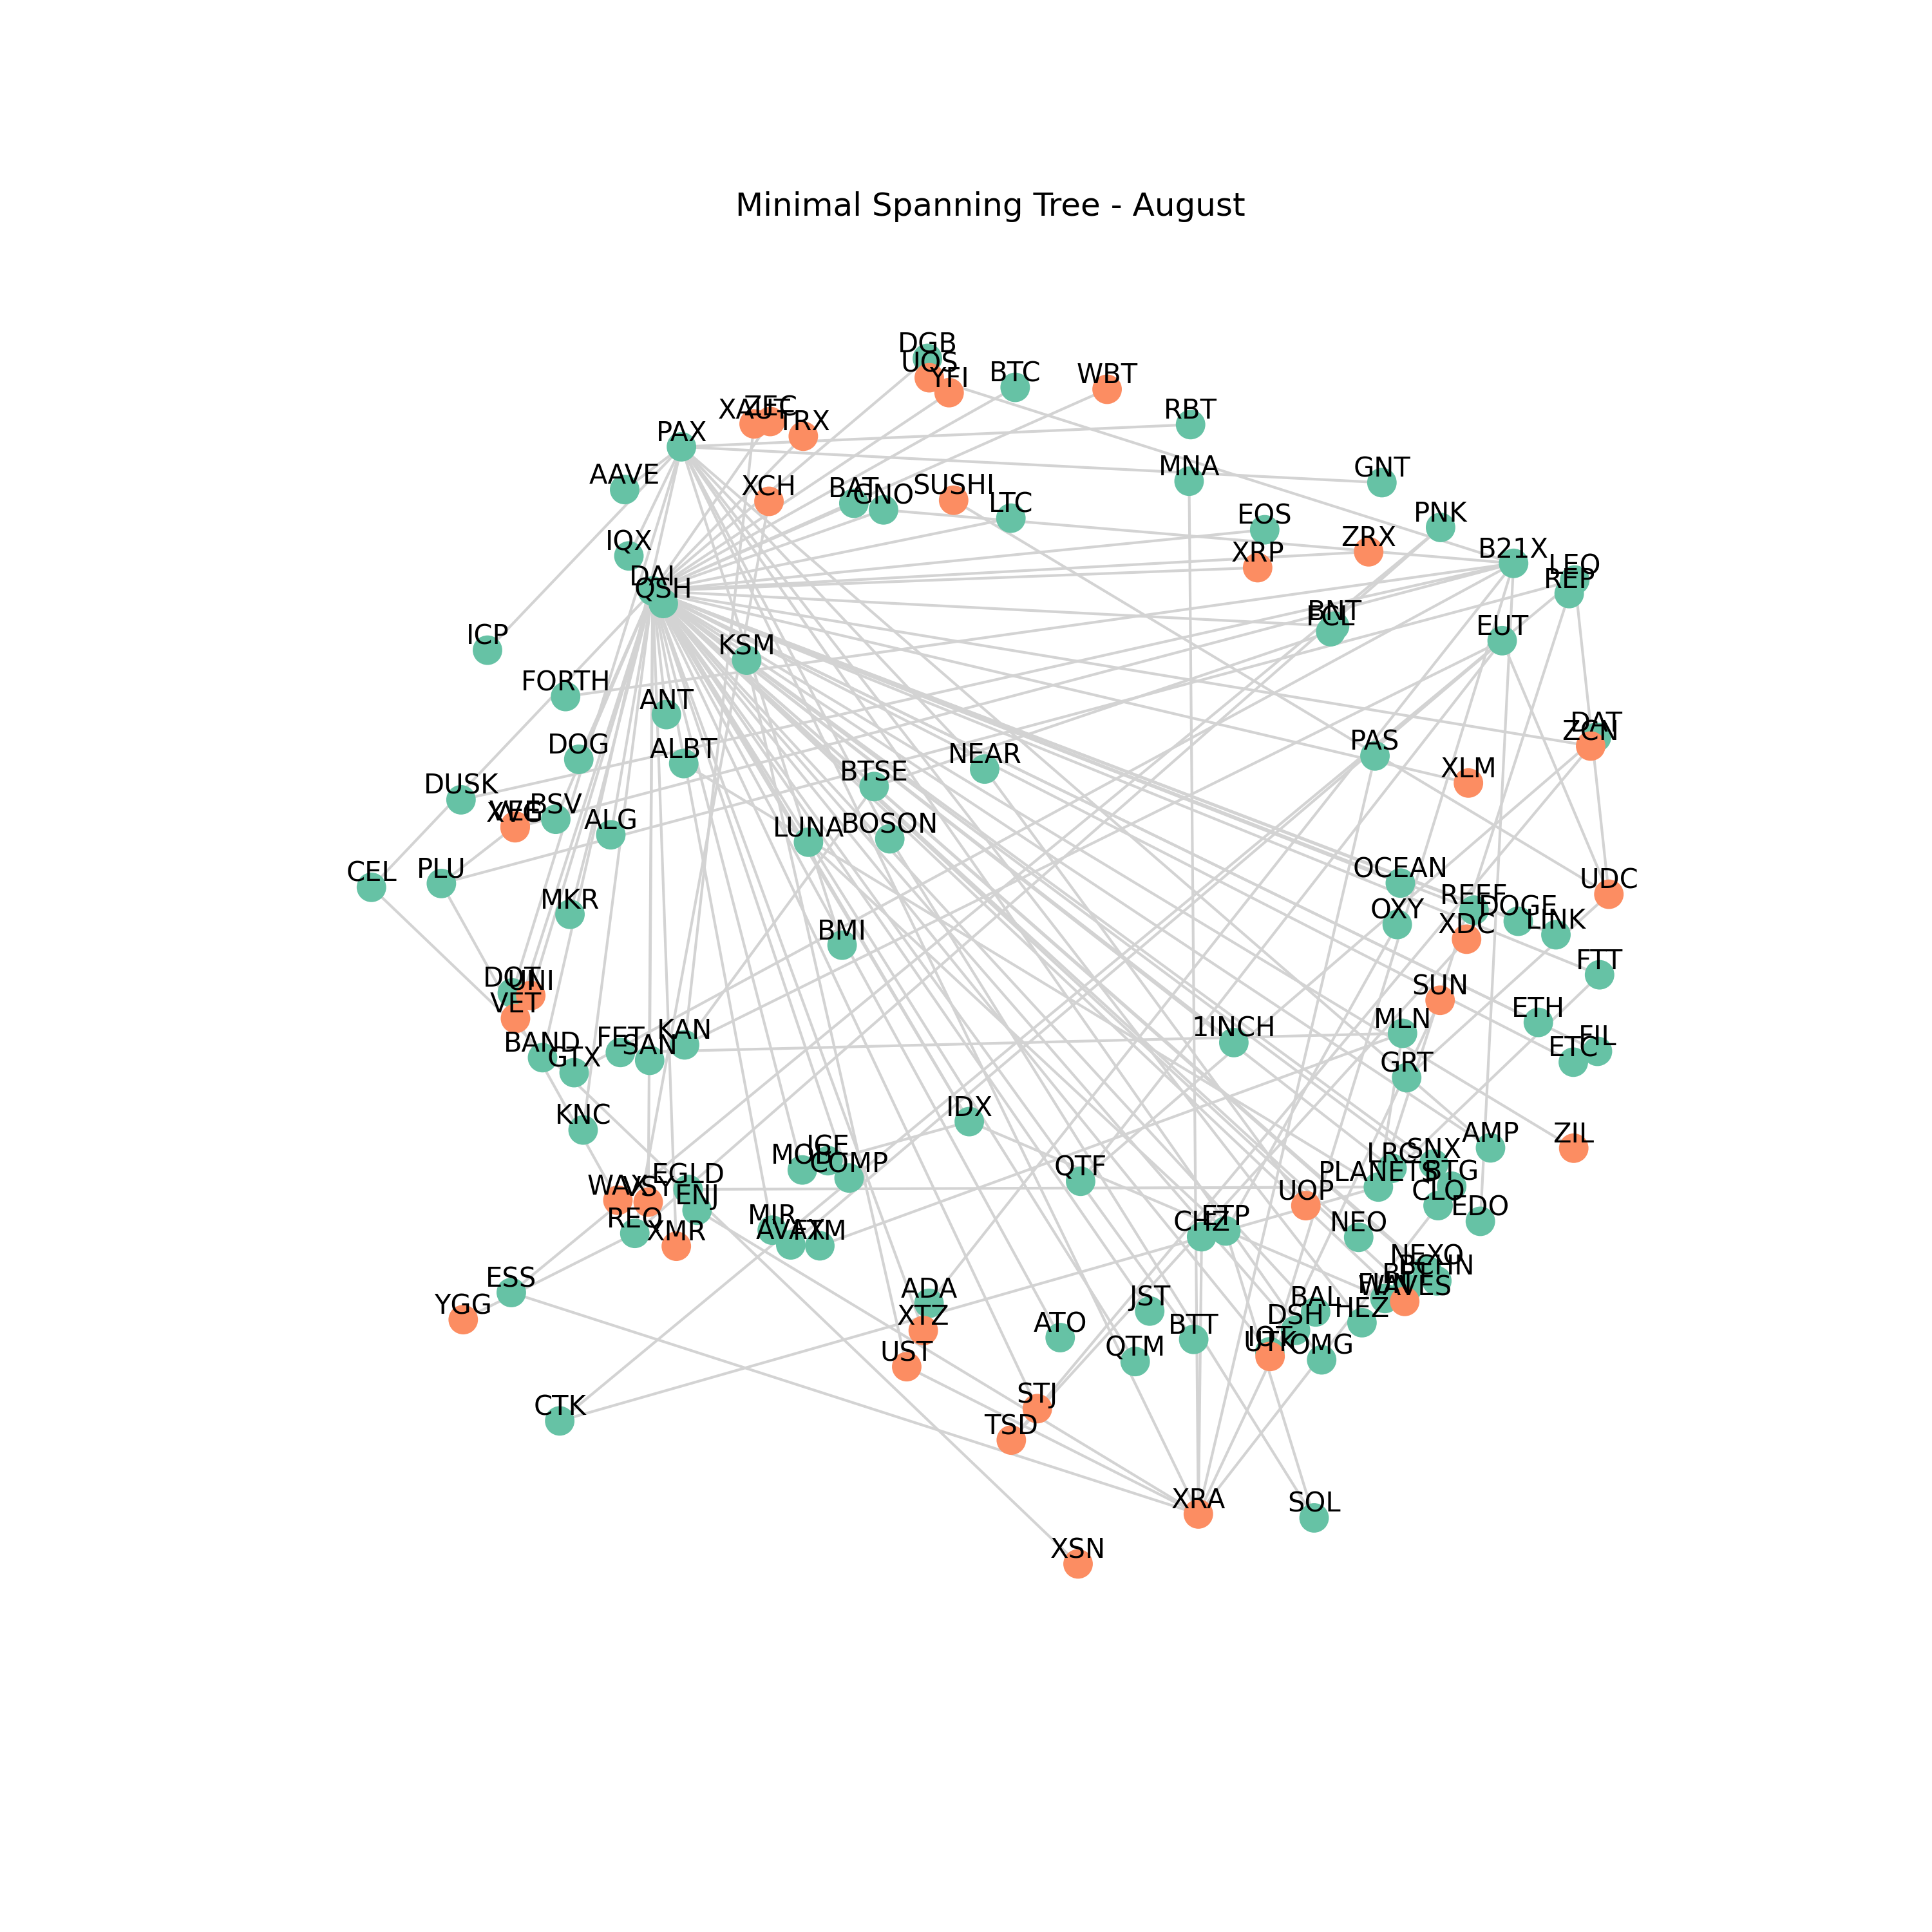 Minimal Spanning Tree - August
DGB
UOS
YFI
BTC
WBT
ZEC
TRX
RBT
PAX
MNA
GNT
AAVE
XCH
BAT
GNO
SUSHI
LTC
EOS
PNK
ZRX
XRP
IQX
B21X
LEO
REP
DAI
QSH
BNT
FCL
EUT
ICP
KSM
FORTH
ANT
DAT
ZCN
DOG
ALBT
NEAR
PAS
XLM
DUSK
BTSE
BSV
ALG
LUNA
BOSON
CEL
PLU
OCEAN
UDC
MKR
OXY
REEF
DOGE
LINK
XDC
BMI
FTT
DOT
UNI
VET
SUN
ETH
MLN
1INCH
KAN
FET
SAN
BAND
GTX
FIL
ETC
GRT
KNC
IDX
AMP
ZIL
MOB
ICE
COMP
LRC
SNX
BTG
PLANETS
QTF
EGLD
WAX
VSY
ENJ
UOP
CLO
EDO
REQ
XMR
MIR
AVAX
FTM
CHZ
ETP
NEO
NEXO
BCHN
WAVES
ESS
YGG
ADA
XTZ
UST
ATO
JST
QTM
BTT
BAL
DSH
HEZ
UTK
OMG
CTK
STJ
TSD
XRA
SOL
XSN